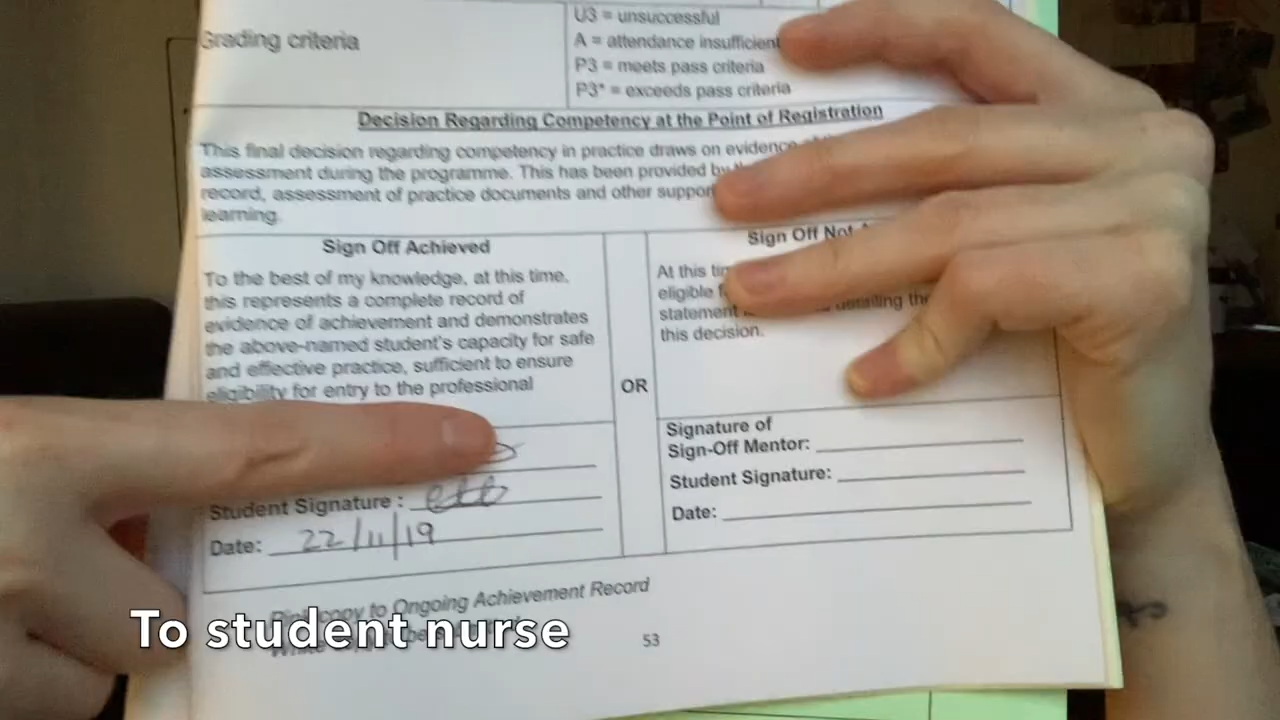 U3 = unsuccessful
Grading criteria
A = attendance insufficient
P3 = meets pass criteria
P3* = exceeds pass criteria
Decision Regarding Competency at the Point of Registration
This final decision regarding competency in practice draws on evidence
assessment during the programme. This has been provided by
record, assessment of practice documents and other
learning.
Sign Off Achieved
To the best of my knowledge, at this time,
this represents a complete record of
evidence of achievement and demonstrates
the above-named student's capacity for safe
and effective practice, sufficient to ensure
eligibility for entry to the professional
Student Signature :
Date: 22/11/19
OR
Sign Off Not
At this
eligible
statement detailing the
this decision.
Signature of
Sign-Off Mentor:
Student Signature:
Date:
copy to Ongoing Achievement Record
To student nurse
53